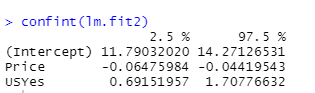 > confint(lm.fit2)
2.5 % 97.5 %
(Intercept) 11.79032020 14.27126531
Price -0.06475984 -0.04419543
USYes 0.69151957 1.70776632